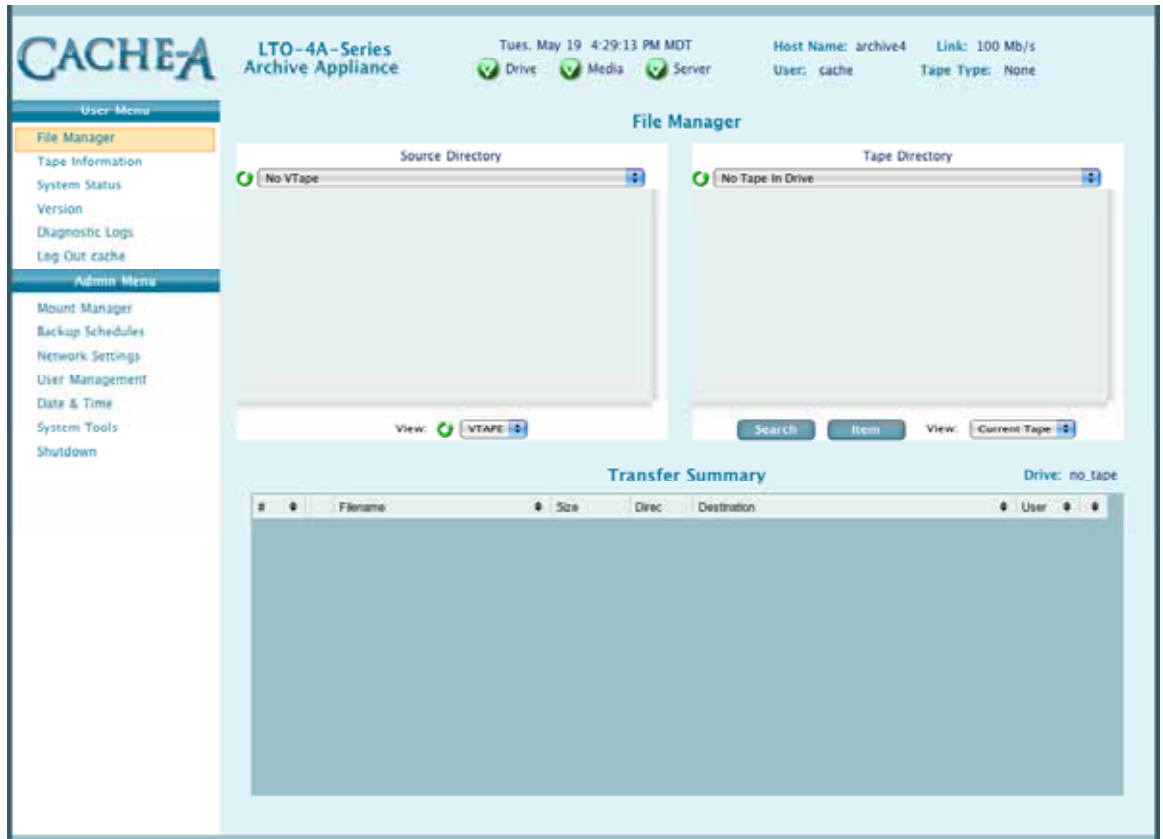 CACHE-A
LTO-4A-Series
Archive Appliance
Tues. May 19 4:29:13 PM MDT
Drive Media Server
Host Name: archive4 Link: 100 Mb/s
User: cache Tape Type: None
User Menu
File Manager
Tape Information
System Status
Version
Diagnostic Logs
Log Out cache
Admin Menu
Mount Manager
Backup Schedules
Network Settings
User Management
Date & Time
System Tools
Shutdown
File Manager
Source Directory
No VTape
View: VTAPE
Tape Directory
No Tape In Drive
Search Item View: Current Tape
Transfer Summary
Drive: no_tape
# Filename Size Direc Destination User